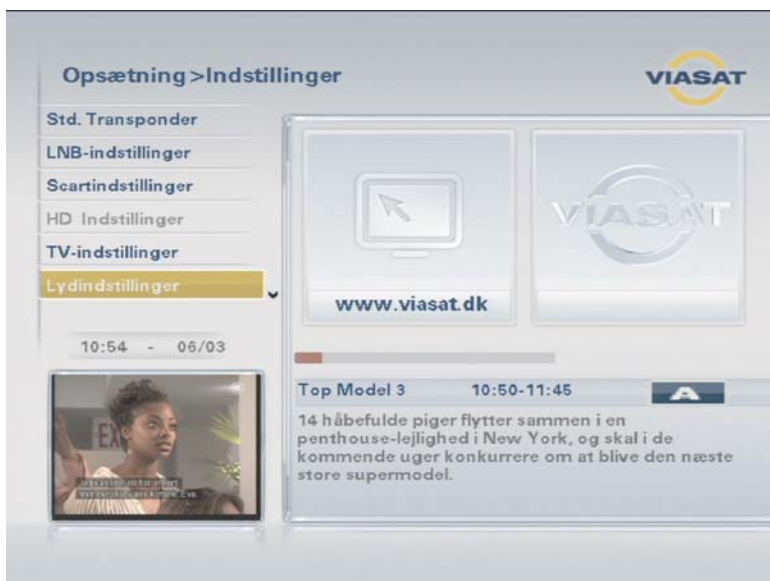 Opsætning>Indstillinger
VIASAT
Std. Transponder
LNB-indstillinger
Scartindstillinger
HD Indstillinger
TV-indstillinger
Lydindstillinger
VIASAT
www.viasat.dk
10:54 - 06/03
Top Model 3 10:50-11:45 A
14 håbefulde piger flytter sammen i en
penthouse-lejlighed i New York, og skal i de
kommende uger konkurrere om at blive den næste
store supermodel.
EX